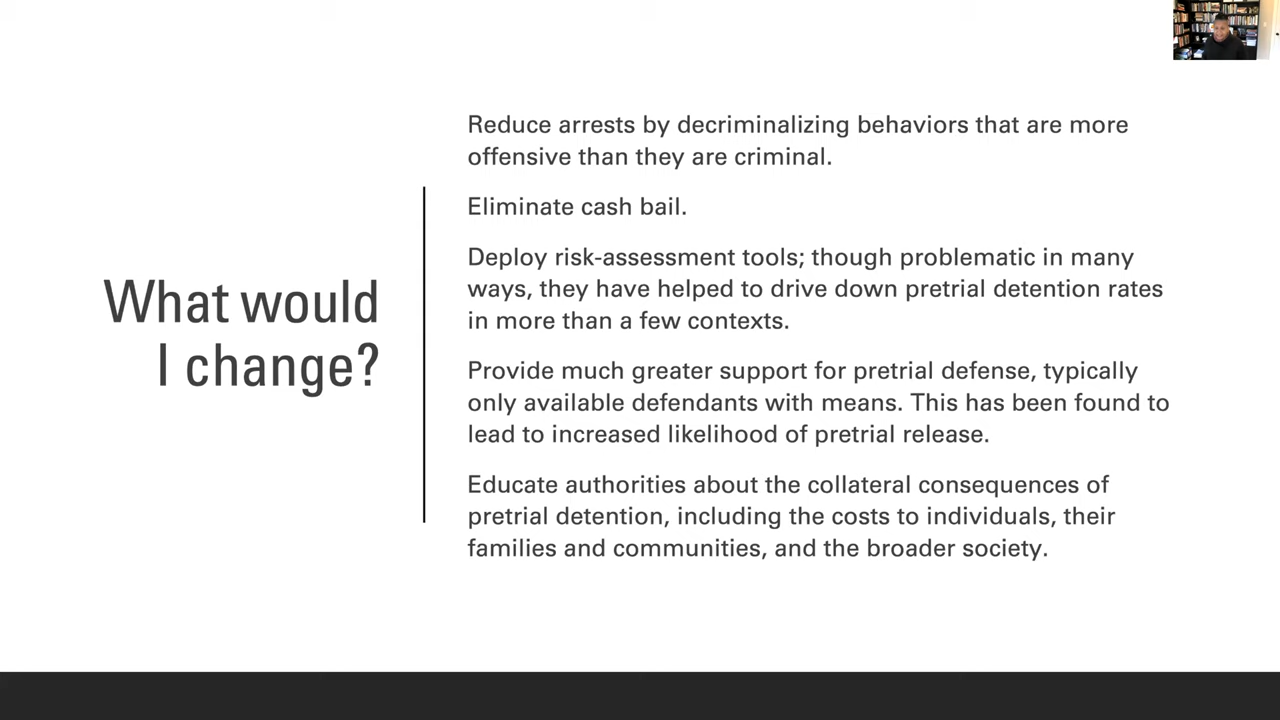 What would
I change?
Reduce arrests by decriminalizing behaviors that are more
offensive than they are criminal.
Eliminate cash bail.
Deploy risk-assessment tools; though problematic in many
ways, they have helped to drive down pretrial detention rates
in more than a few contexts.
Provide much greater support for pretrial defense, typically
only available defendants with means. This has been found to
lead to increased likelihood of pretrial release.
Educate authorities about the collateral consequences of
pretrial detention, including the costs to individuals, their
families and communities, and the broader society.